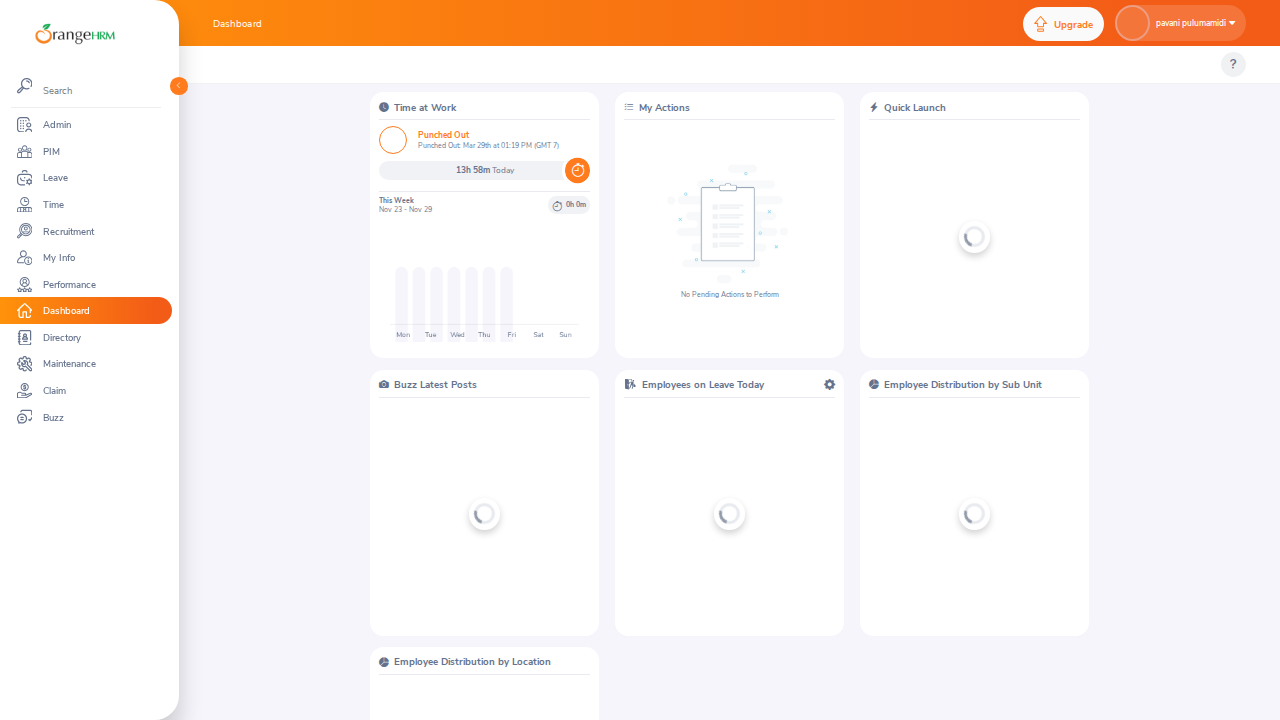 OrangeHRM
Dashboard
Upgrade
pavani pulumamidi
?
Search
Admin
PIM
Leave
Time
Recruitment
My Info
Performance
Dashboard
Directory
Maintenance
Claim
Buzz
Time at Work
Punched Out
Punched Out: Mar 29th at 01:19 PM (GMT 7)
13h 58m Today
This Week
Nov 23 - Nov 29
0h 0m
Mon Tue Wed Thu Fri Sat Sun
My Actions
No Pending Actions to Perform
Quick Launch
Buzz Latest Posts
Employees on Leave Today
Employee Distribution by Sub Unit
Employee Distribution by Location